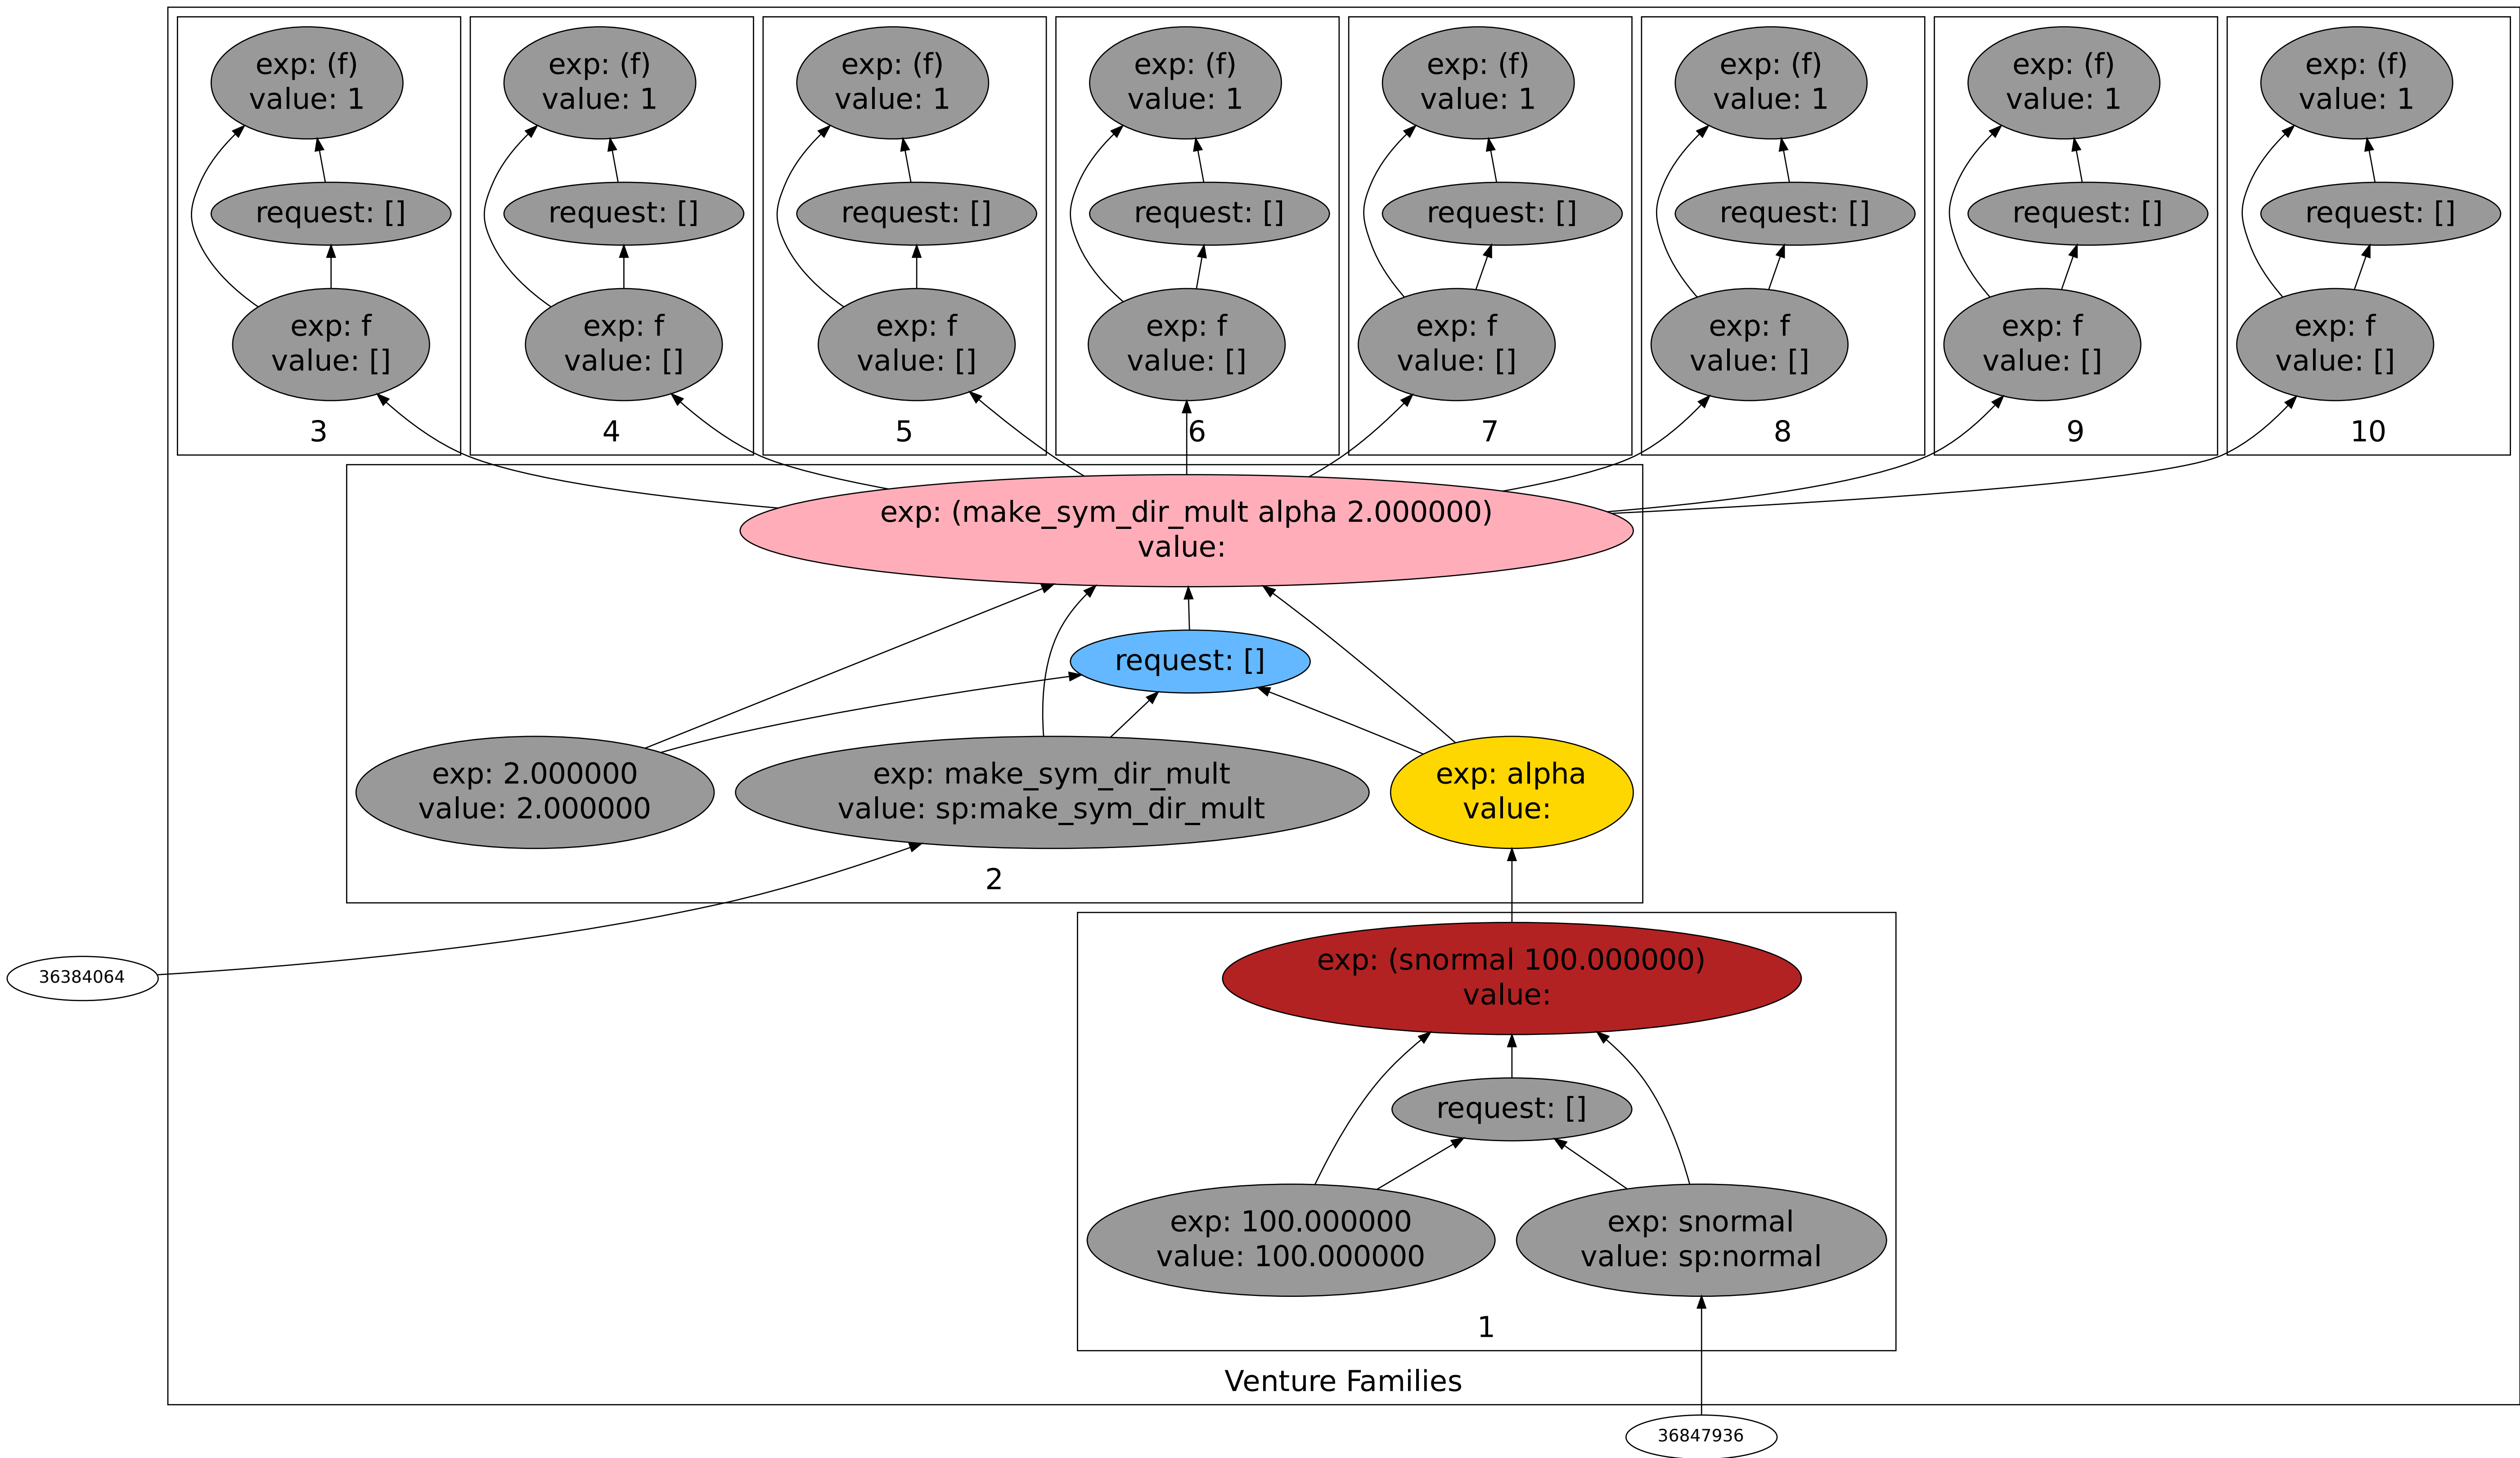 exp: (f)
value: 1
exp: (f)
value: 1
exp: (f)
value: 1
exp: (f)
value: 1
exp: (f)
value: 1
exp: (f)
value: 1
exp: (f)
value: 1
exp: (f)
value: 1
request: []
request: []
request: []
request: []
request: []
request: []
request: []
request: []
exp: f
value: []
exp: f
value: []
exp: f
value: []
exp: f
value: []
exp: f
value: []
exp: f
value: []
exp: f
value: []
exp: f
value: []
3
4
5
6
7
8
9
10
exp: (make_sym_dir_mult alpha 2.000000)
value:
request: []
exp: 2.000000
value: 2.000000
exp: make_sym_dir_mult
value: sp:make_sym_dir_mult
exp: alpha
value:
2
36384064
exp: (snormal 100.000000)
value:
request: []
exp: 100.000000
value: 100.000000
exp: snormal
value: sp:normal
1
Venture Families
36847936